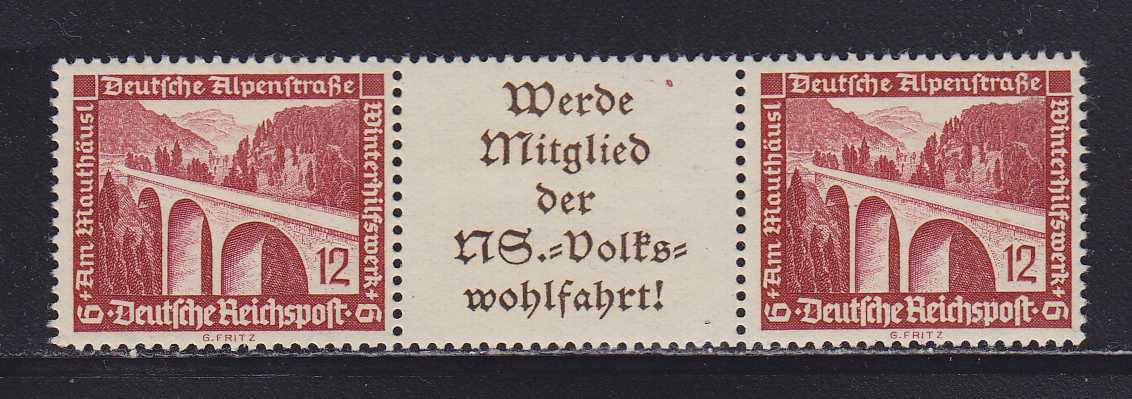 Deutsche Alpenstraße
6 + Am Mauthäusl
Winterhilfswerk + 6
12
Deutsche Reichspost
G. FRITZ
Werde
Mitglied
der
NS.=Volks=
wohlfahrt!
Deutsche Alpenstraße
6 + Am Mauthäusl
Winterhilfswerk + 6
12
Deutsche Reichspost
G. FRITZ